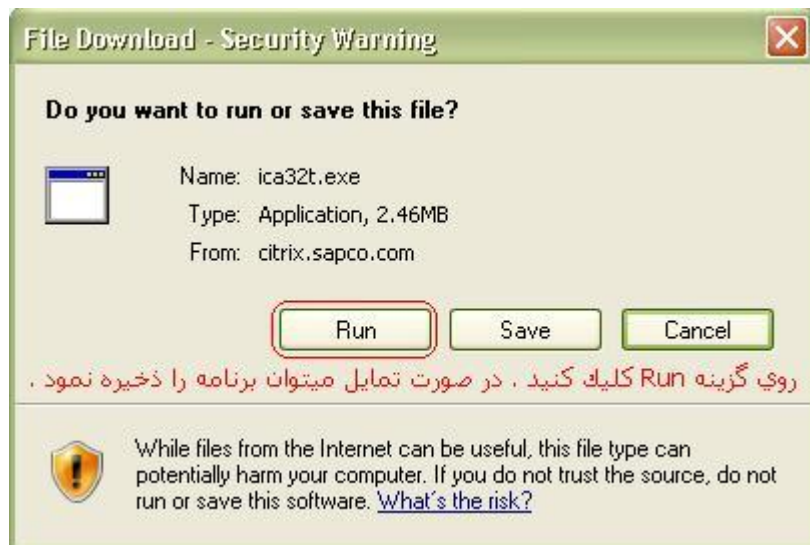 File Download - Security Warning
Do you want to run or save this file?
Name: ica32t.exe
Type: Application, 2.46MB
From: citrix.sapco.com
Run Save Cancel
روي گزينه Run كليك كنيد ، در صورت تمايل ميتوان برنامه را ذخيره نمود .
While files from the Internet can be useful, this file type can
potentially harm your computer. If you do not trust the source, do not
run or save this software. What's the risk?